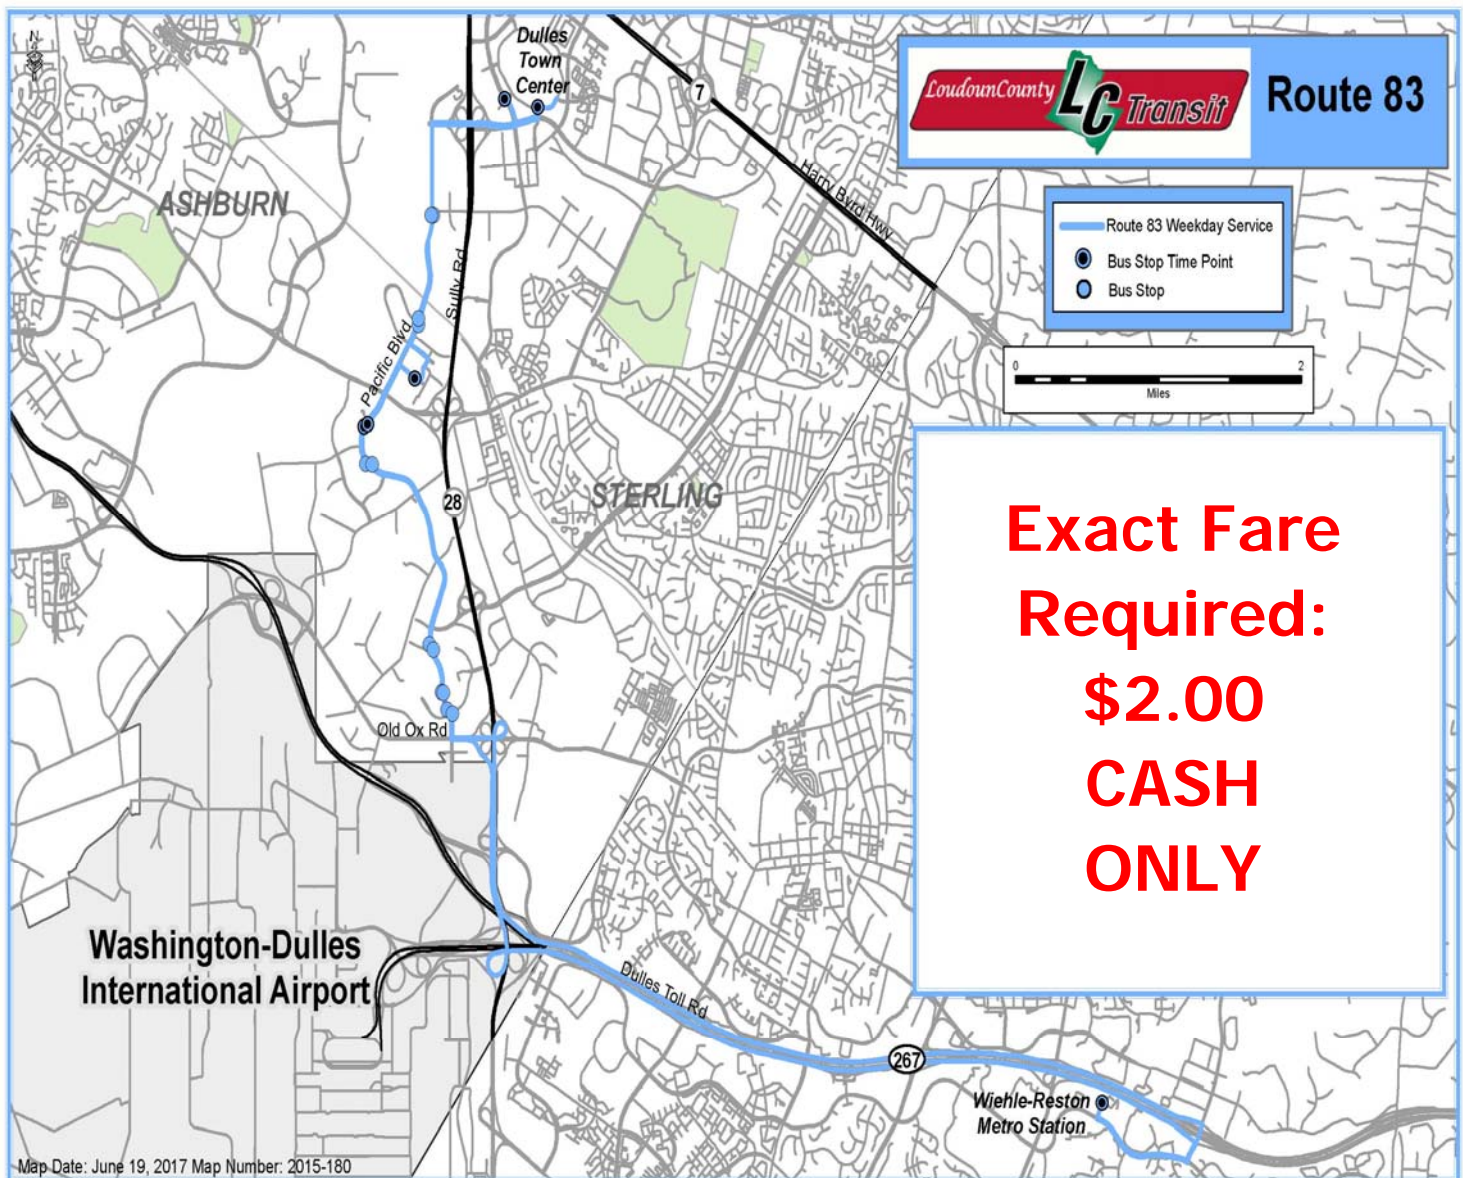 N
Dulles
Town
Center
7
LoudounCounty
LC
Transit
Route 83
Harry Byrd Hwy
ASHBURN
Route 83 Weekday Service
Bus Stop Time Point
Bus Stop
Sully Rd
Pacific Blvd
0 2
Miles
STERLING
28
Exact Fare
Required:
$2.00
CASH
ONLY
Old Ox Rd
Washington-Dulles
International Airport
Dulles Toll Rd
267
Wiehle-Reston
Metro Station
Map Date: June 19, 2017 Map Number: 2015-180